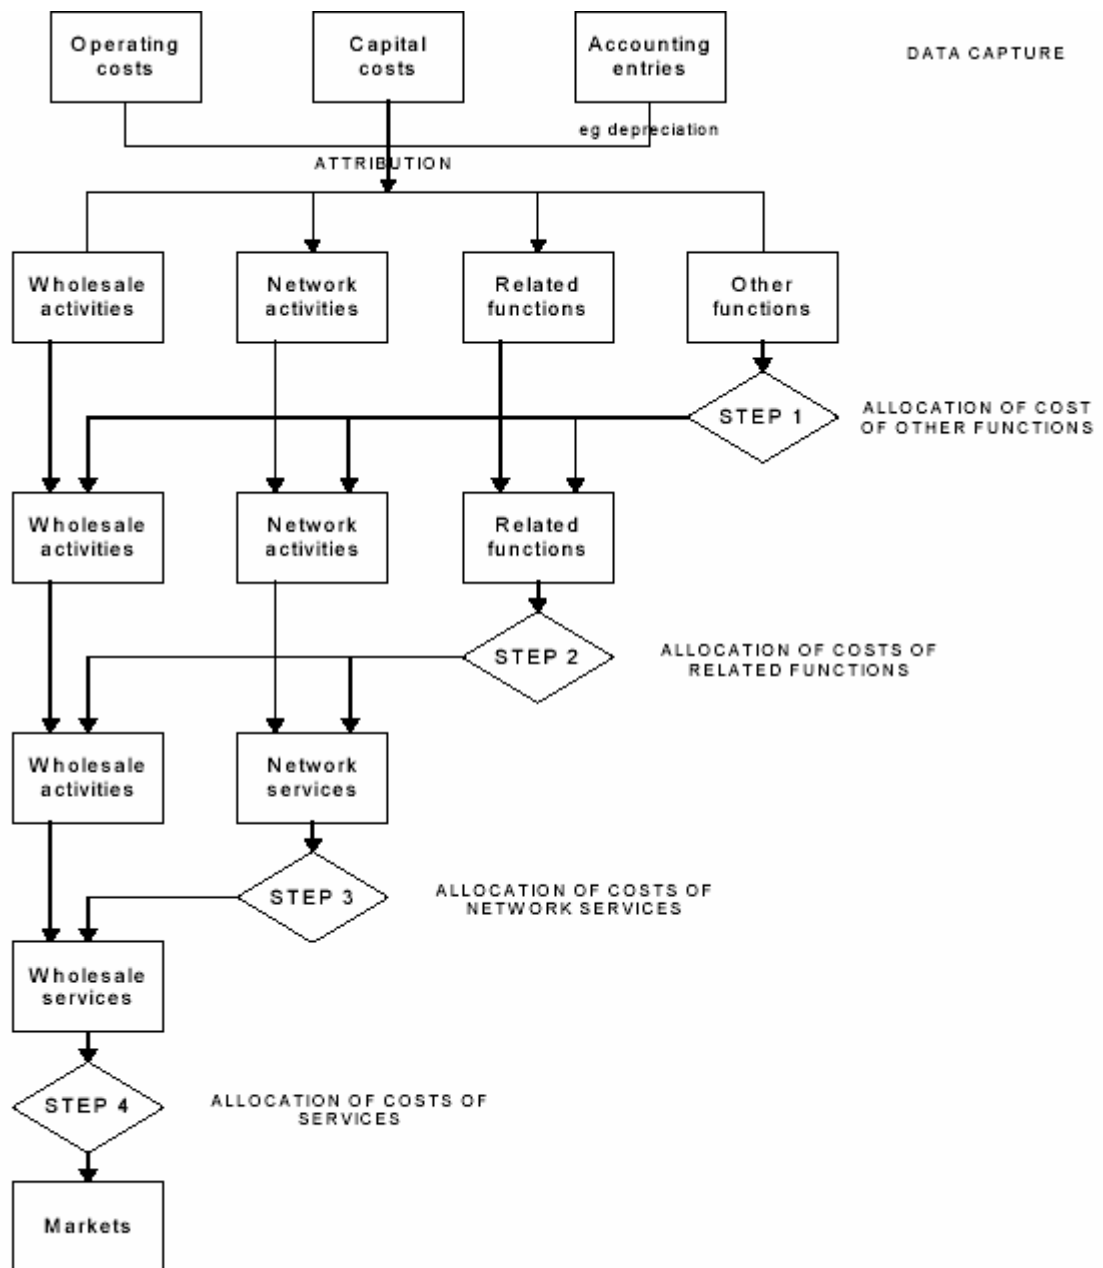 Operating
costs
Capital
costs
Accounting
entries
DATA CAPTURE
eg depreciation
ATTRIBUTION
Wholesale
activities
Network
activities
Related
functions
Other
functions
STEP 1
ALLOCATION OF COST
OF OTHER FUNCTIONS
Wholesale
activities
Network
activities
Related
functions
STEP 2
ALLOCATION OF COSTS OF
RELATED FUNCTIONS
Wholesale
activities
Network
services
STEP 3
ALLOCATION OF COSTS OF
NETWORK SERVICES
Wholesale
services
STEP 4
ALLOCATION OF COSTS OF
SERVICES
Markets